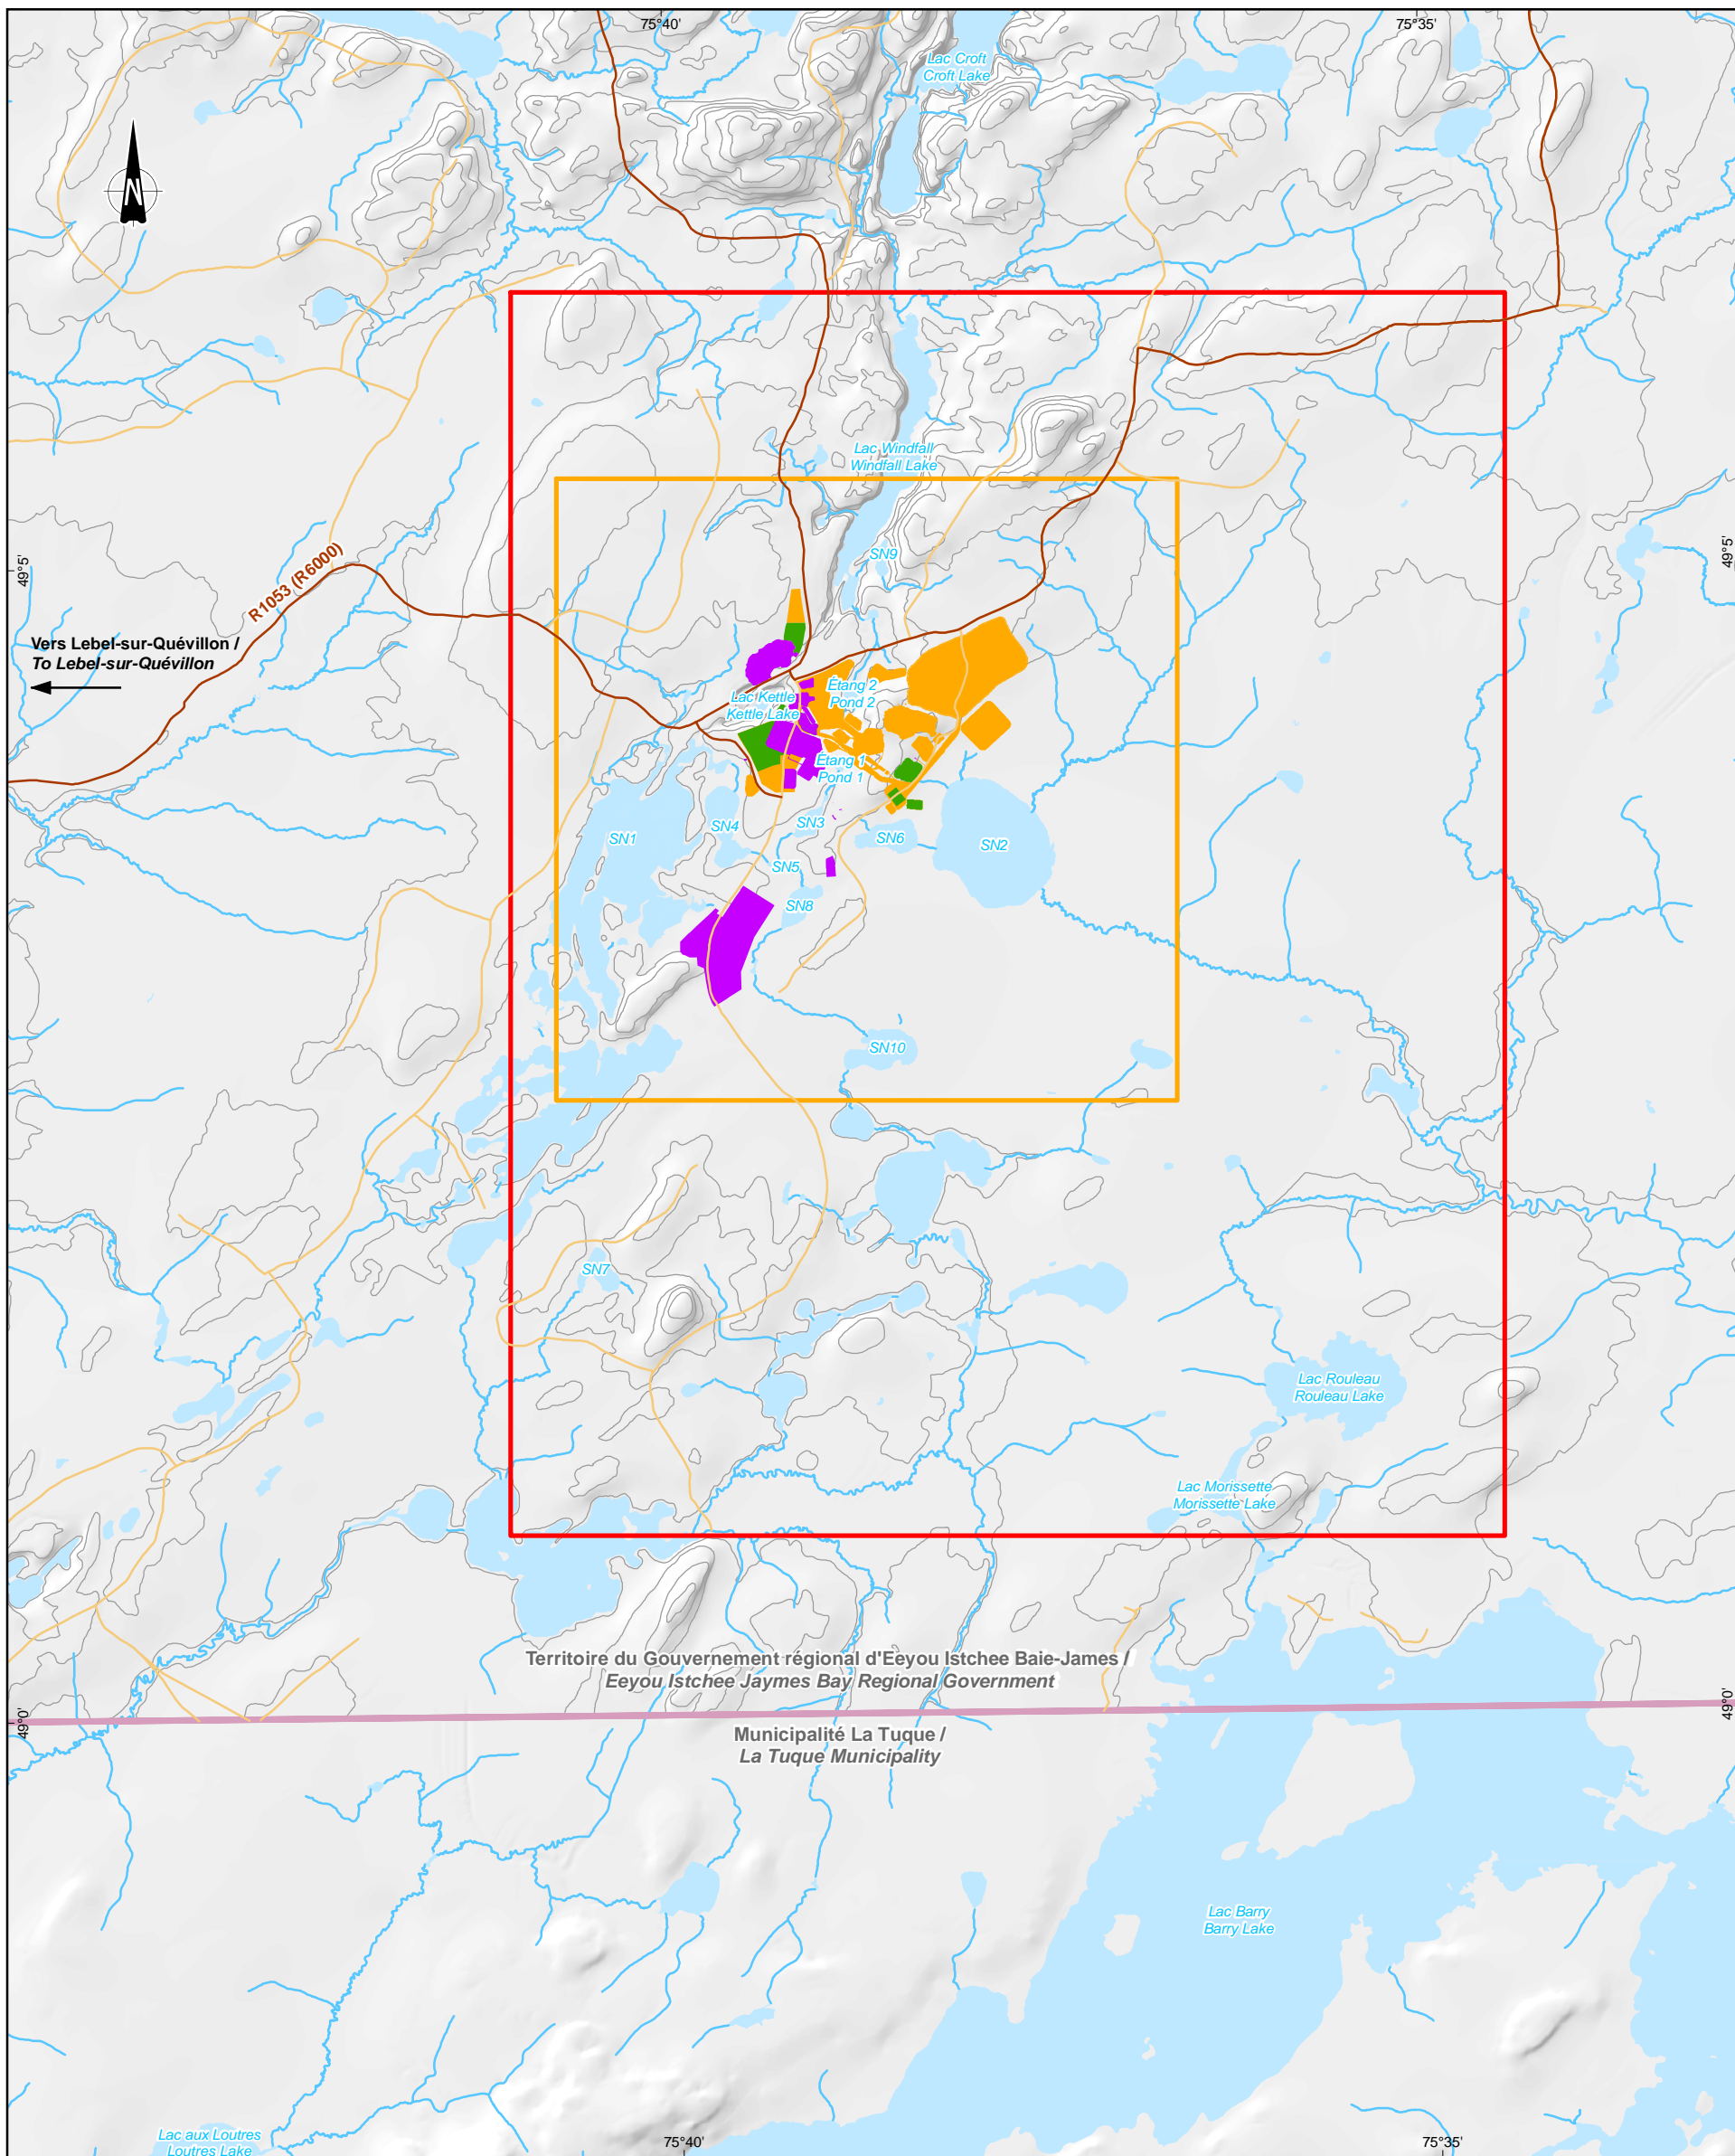 75°40'
75°35'
Lac Croft
Croft Lake
N
Lac Windfall
Windfall Lake
49°5'
49°5'
SN9
R1053 (R6000)
Vers Lebel-sur-Quévillon /
To Lebel-sur-Quévillon
Lac Kettle
Kettle Lake
Étang 2
Pond 2
Étang 1
Pond 1
SN4
SN3
SN1
SN6
SN2
SN5
SN8
SN10
SN7
Lac Rouleau
Rouleau Lake
Lac Morissette
Morissette Lake
Territoire du Gouvernement régional d'Eeyou Istchee Baie-James /
Eeyou Istchee Jaymes Bay Regional Government
49°0'
49°0'
Municipalité La Tuque /
La Tuque Municipality
Lac Barry
Barry Lake
Lac aux Loutres
Loutres Lake
75°40'
75°35'